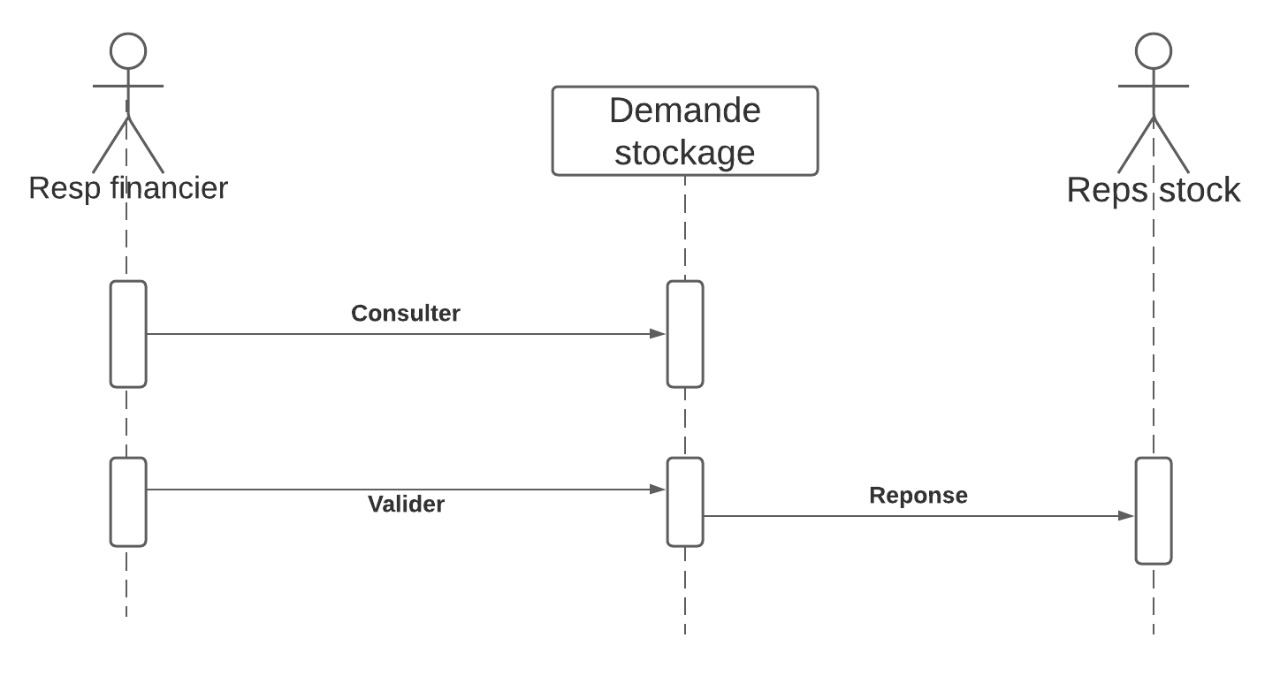 Demande
stockage
Resp financier
Reps stock
Consulter
Valider
Reponse